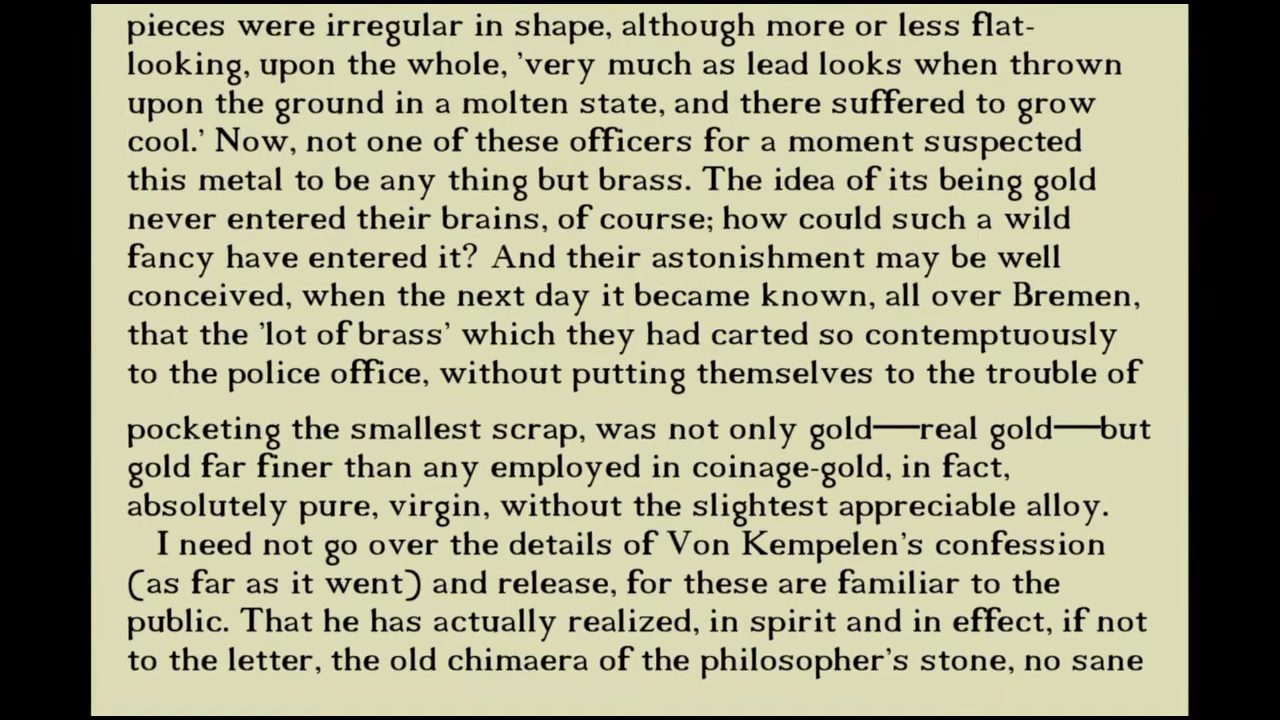 pieces were irregular in shape, although more or less flat-
looking, upon the whole, 'very much as lead looks when thrown
upon the ground in a molten state, and there suffered to grow
cool.' Now, not one of these officers for a moment suspected
this metal to be any thing but brass. The idea of its being gold
never entered their brains, of course; how could such a wild
fancy have entered it? And their astonishment may be well
conceived, when the next day it became known, all over Bremen,
that the 'lot of brass' which they had carted so contemptuously
to the police office, without putting themselves to the trouble of
pocketing the smallest scrap, was not only gold—real gold—but
gold far finer than any employed in coinage-gold, in fact,
absolutely pure, virgin, without the slightest appreciable alloy.
I need not go over the details of Von Kempelen's confession
(as far as it went) and release, for these are familiar to the
public. That he has actually realized, in spirit and in effect, if not
to the letter, the old chimaera of the philosopher's stone, no sane